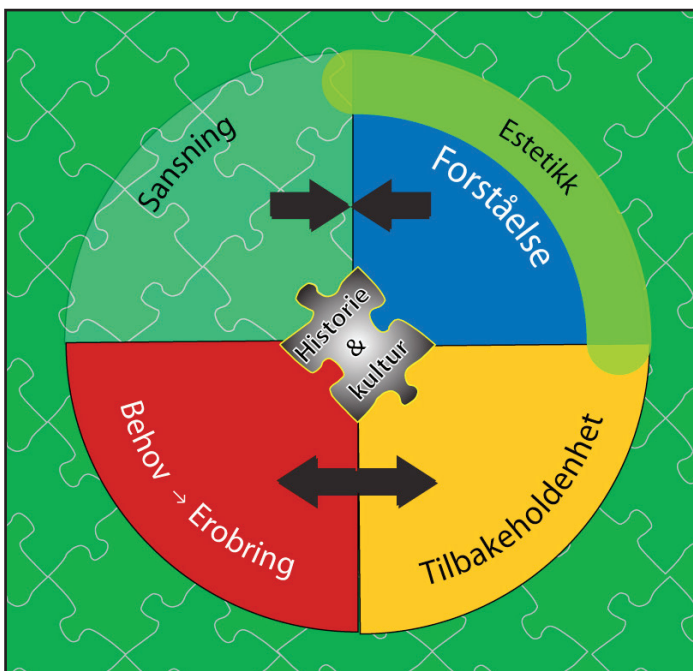 Sansning
Estetikk
Forståelse
Historie
&
kultur
Behov → Erobring
Tilbakeholdenhet